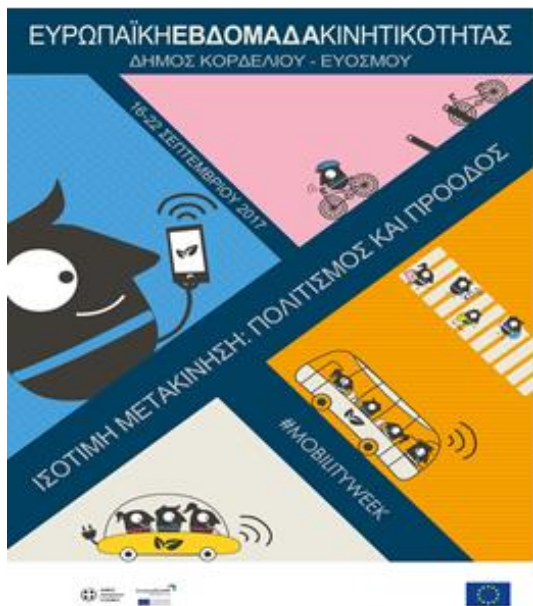 ΕΥΡΩΠΑΪΚΗΕΒΔΟΜΑΔΑΚΙΝΗΤΙΚΟΤΗΤΑΣ
ΔΗΜΟΣ ΚΟΡΔΕΛΙΟΥ - ΕΥΟΣΜΟΥ
16-22 ΣΕΠΤΕΜΒΡΙΟΥ 2017
ΙΣΟΤΙΜΗ ΜΕΤΑΚΙΝΗΣΗ: ΠΟΛΙΤΙΣΜΟΣ ΚΑΙ ΠΡΟΟΔΟΣ
#MOBILITYWEEK